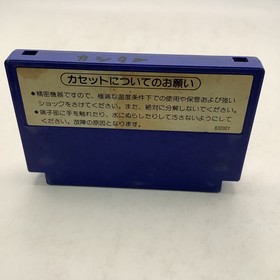 カセットについてのお願い
●精密機器ですので、極端な温度条件下での使用や保管および強い
ショックをさけてください。また、絶対に分解しないでください。
●端子部に手を触れたり、水にぬらしたりして汚さないようにして
ください。故障の原因となります。